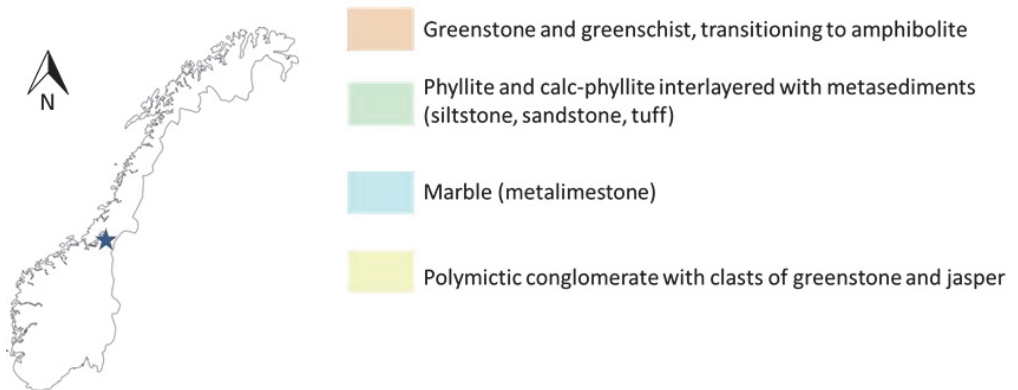 N
Greenstone and greenschist, transitioning to amphibolite
Phyllite and calc-phyllite interlayered with metasediments
(siltstone, sandstone, tuff)
Marble (metalimestone)
Polymictic conglomerate with clasts of greenstone and jasper